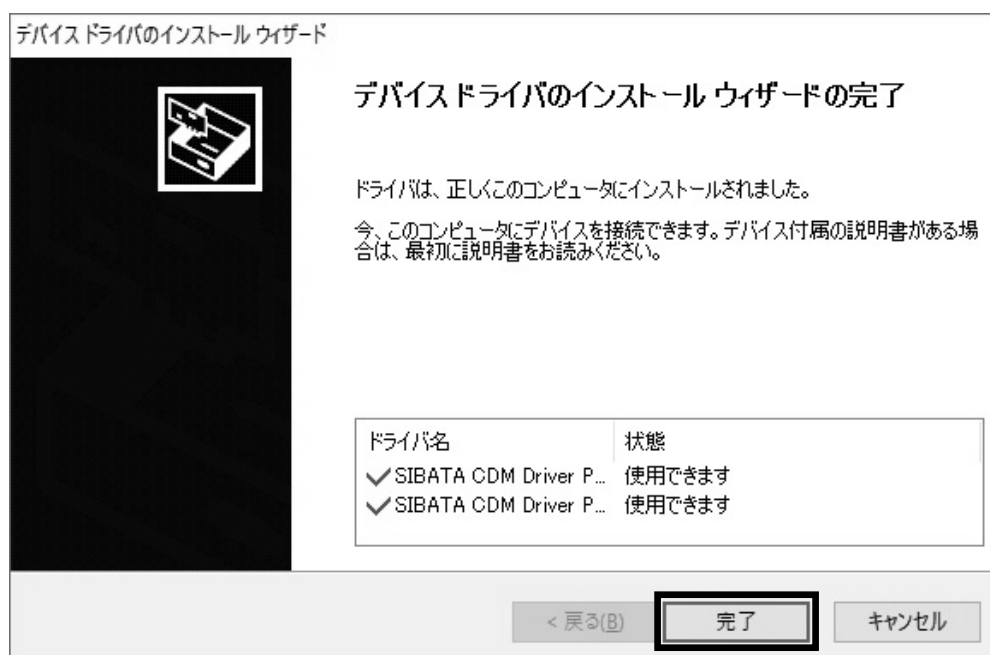 デバイス ドライバのインストール ウィザード
デバイス ドライバのインストール ウィザードの完了
ドライバは、正しくこのコンピュータにインストールされました。
今、このコンピュータにデバイスを接続できます。デバイス付属の説明書がある場
合は、最初に説明書をお読みください。
ドライバ名 状態
SIBATA CDM Driver P... 使用できます
SIBATA CDM Driver P... 使用できます
< 戻る(B) 完了 キャンセル